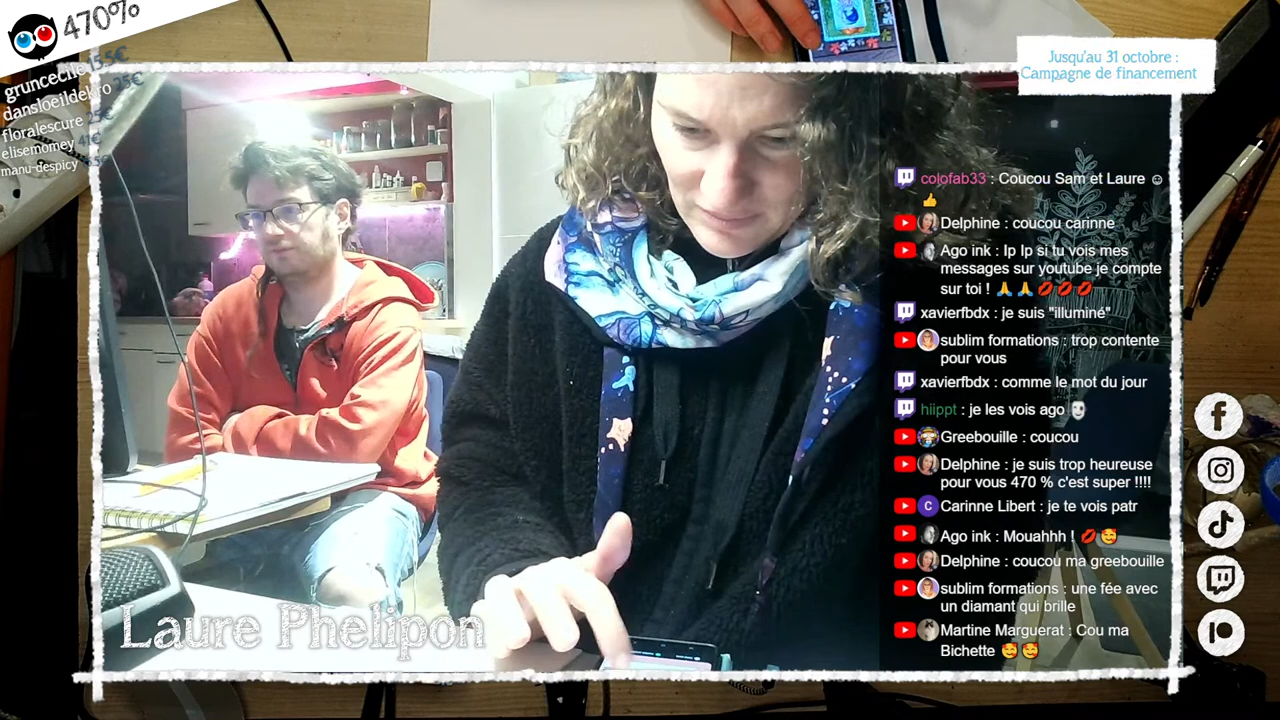 470%
gruncecile 15.5€
dansloeildekro 25€
floralescure 25€
elisemomey 41€
manu-despicy
Jusqu'au 31 octobre :
Campagne de financement
colofab33 : Coucou Sam et Laure ☺
👍
Delphine : coucou carinne
Ago ink : Ip Ip si tu vois mes
messages sur youtube je compte
sur toi ! 🙏🙏💋💋💋
xavierfbdx : je suis "illuminé"
sublim formations : trop contente
pour vous
xavierfbdx : comme le mot du jour
hiippt : je les vois ago
Greebouille : coucou
Delphine : je suis trop heureuse
pour vous 470 % c'est super !!!!
C Carinne Libert : je te vois patr
Ago ink : Mouahhh ! 💋🥰
Delphine : coucou ma greebouille
sublim formations : une fée avec
un diamant qui brille
Martine Marguerat : Cou ma
Bichette 🥰🥰
Laure Phelipon